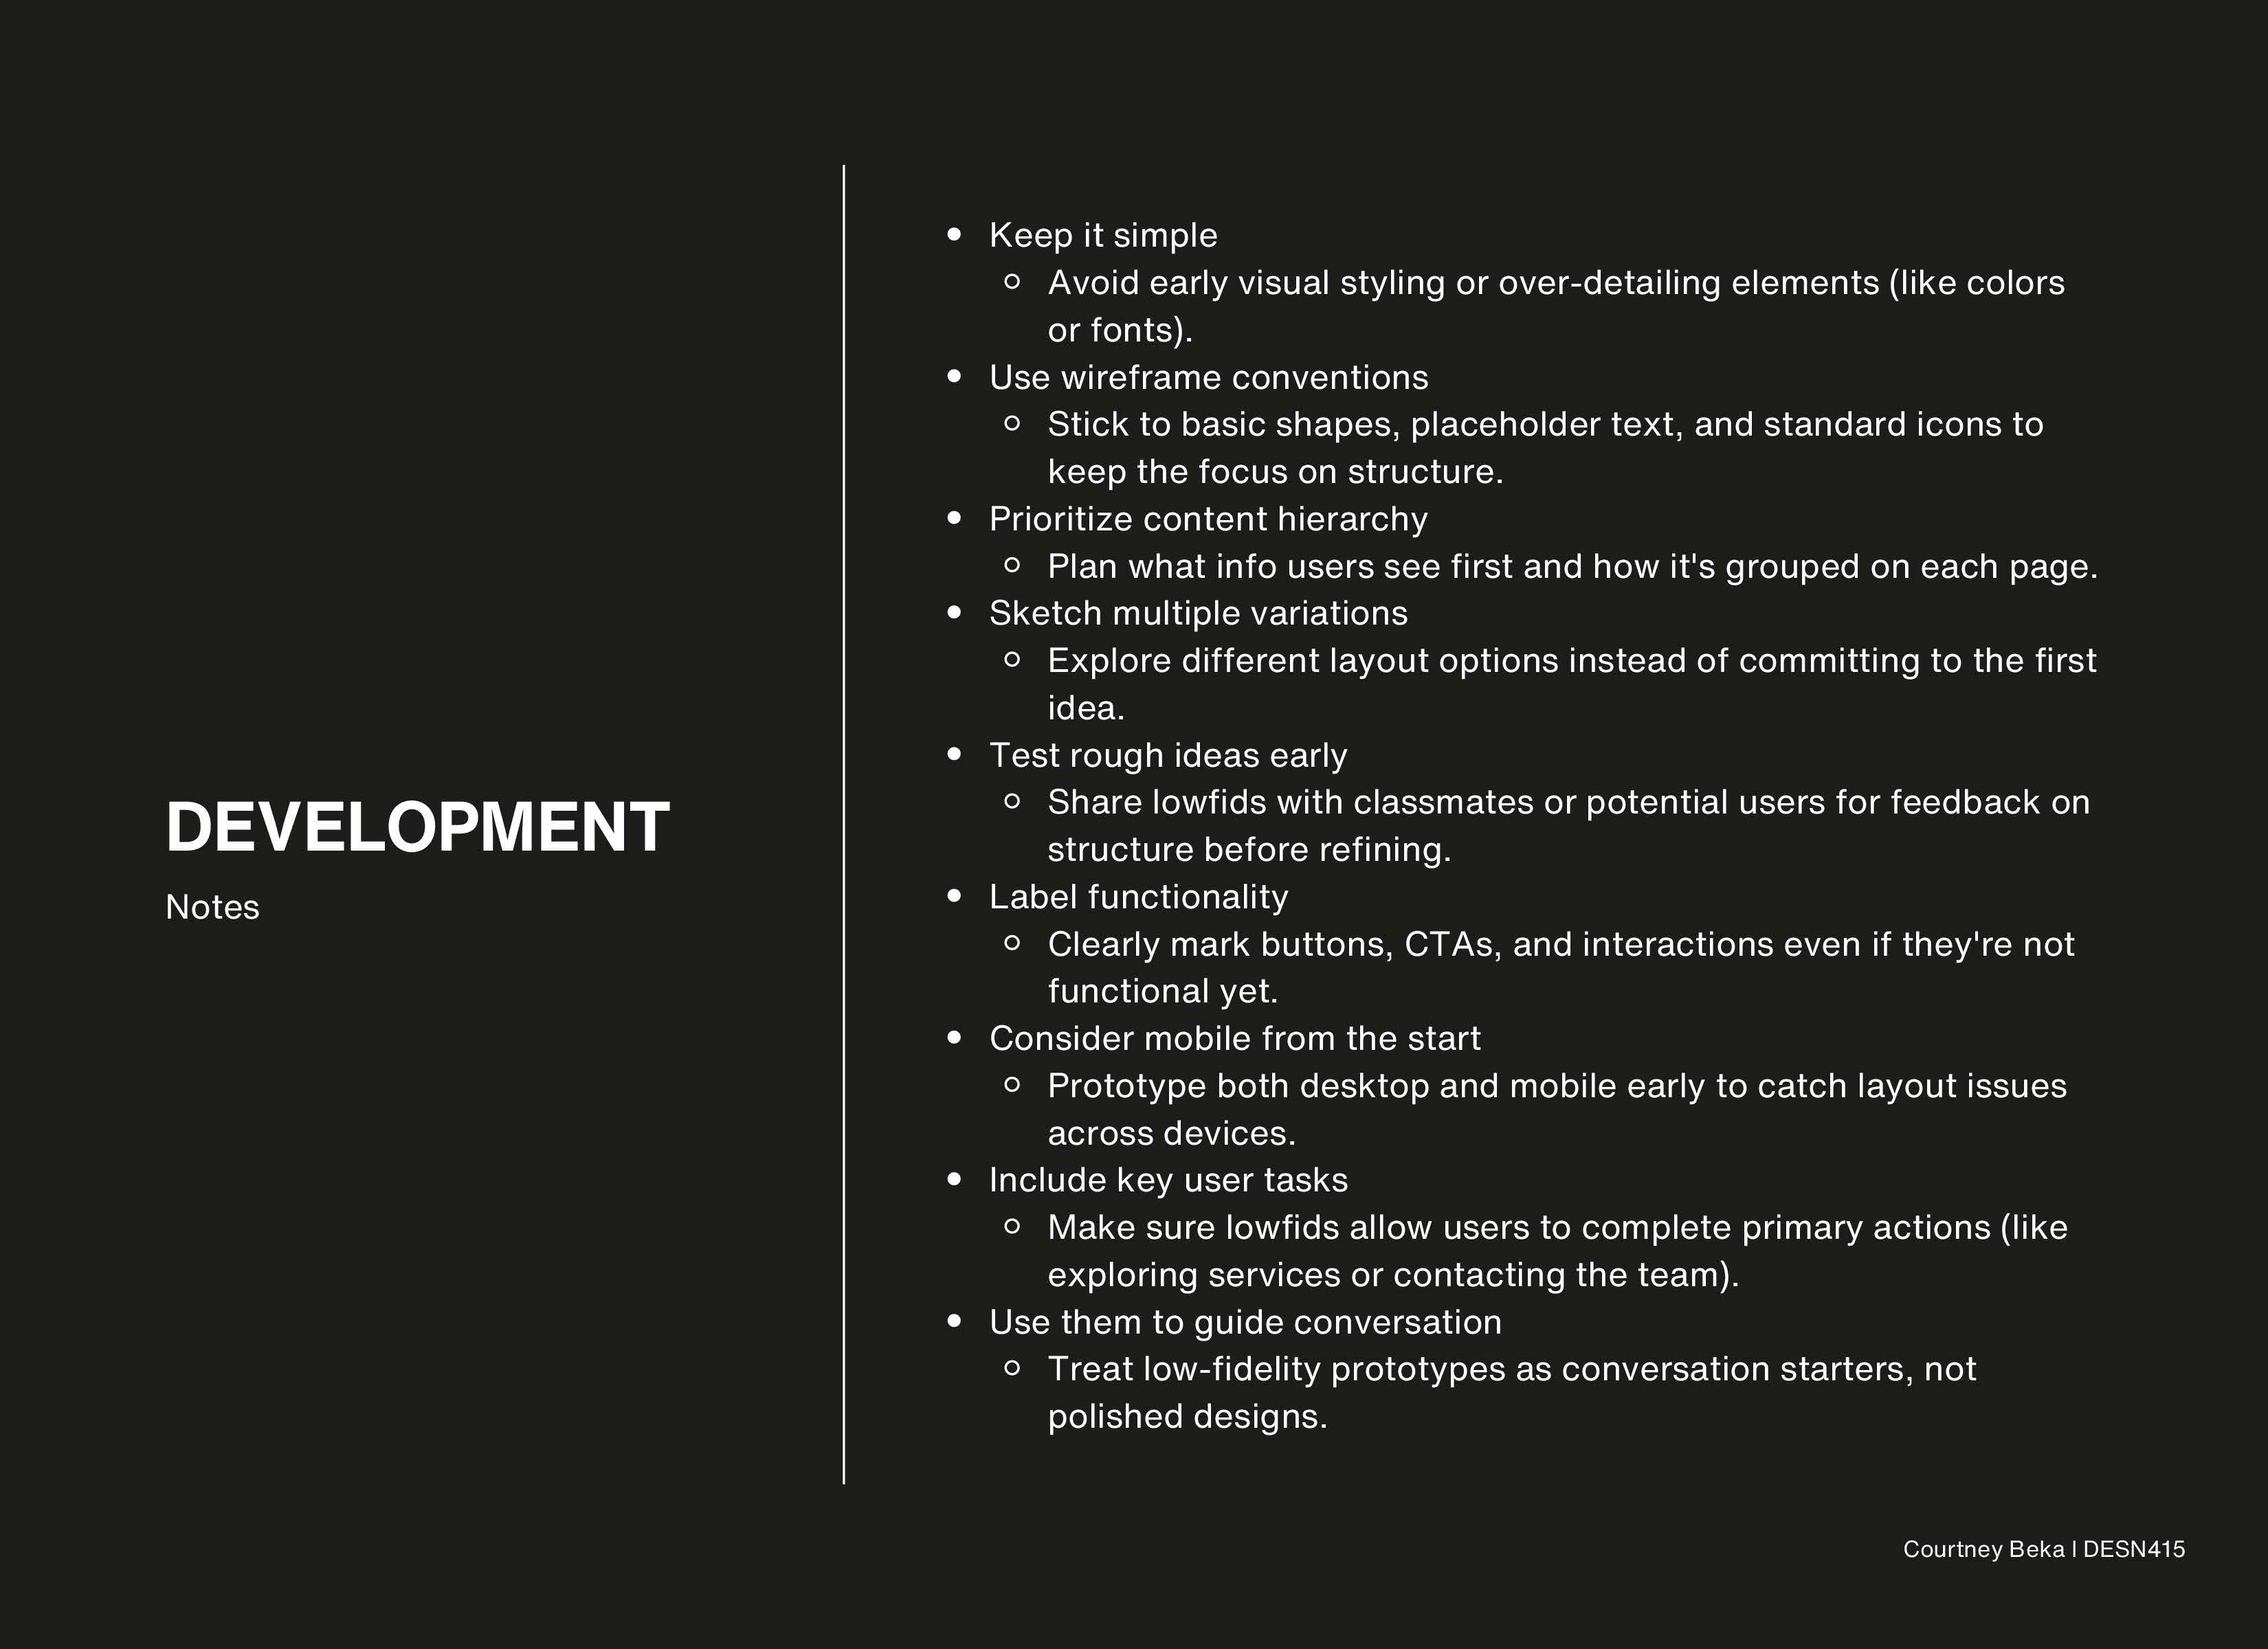 DEVELOPMENT
Notes
• Keep it simple
◦ Avoid early visual styling or over-detailing elements (like colors
or fonts).
• Use wireframe conventions
◦ Stick to basic shapes, placeholder text, and standard icons to
keep the focus on structure.
• Prioritize content hierarchy
◦ Plan what info users see first and how it's grouped on each page.
• Sketch multiple variations
◦ Explore different layout options instead of committing to the first
idea.
• Test rough ideas early
◦ Share lowfids with classmates or potential users for feedback on
structure before refining.
• Label functionality
◦ Clearly mark buttons, CTAs, and interactions even if they're not
functional yet.
• Consider mobile from the start
◦ Prototype both desktop and mobile early to catch layout issues
across devices.
• Include key user tasks
◦ Make sure lowfids allow users to complete primary actions (like
exploring services or contacting the team).
• Use them to guide conversation
◦ Treat low-fidelity prototypes as conversation starters, not
polished designs.
Courtney Beka | DESN415